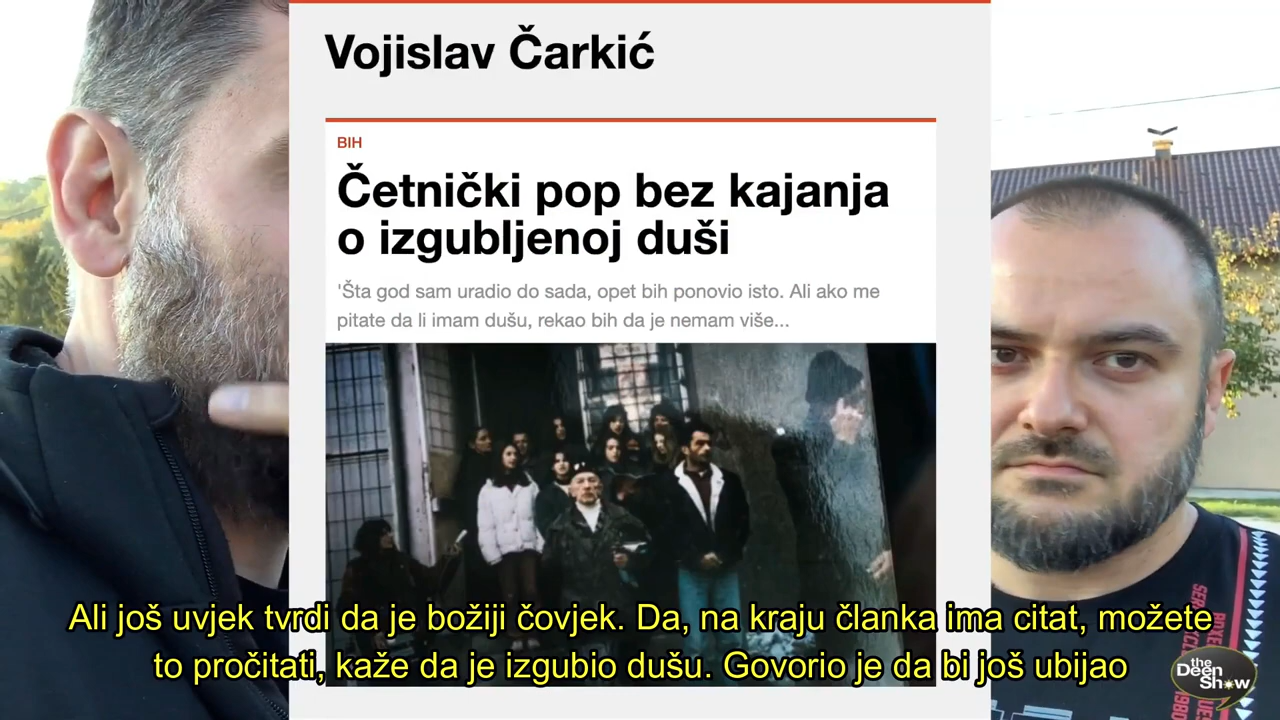 Vojislav Čarkić
BIH
Četnički pop bez kajanja
o izgubljenoj duši
'Šta god sam uradio do sada, opet bih ponovio isto. Ali ako me
pitate da li imam dušu, rekao bih da je nemam više...
Ali još uvjek tvrdi da je božiji čovjek. Da, na kraju članka ima citat, možete
to pročitati, kaže da je izgubio dušu. Govorio je da bi još ubijao
the
Deen
Show